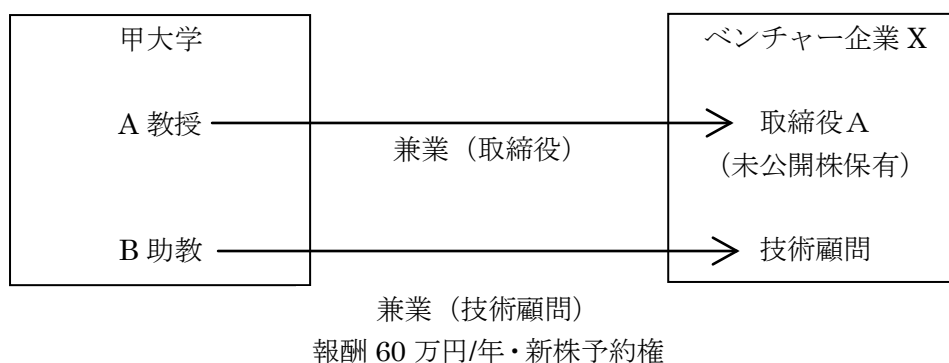 甲大学
ベンチャー企業 X
A 教授
取締役A
兼業（取締役）
（未公開株保有）
B 助教
技術顧問
兼業（技術顧問）
報酬 60 万円/年・新株予約権